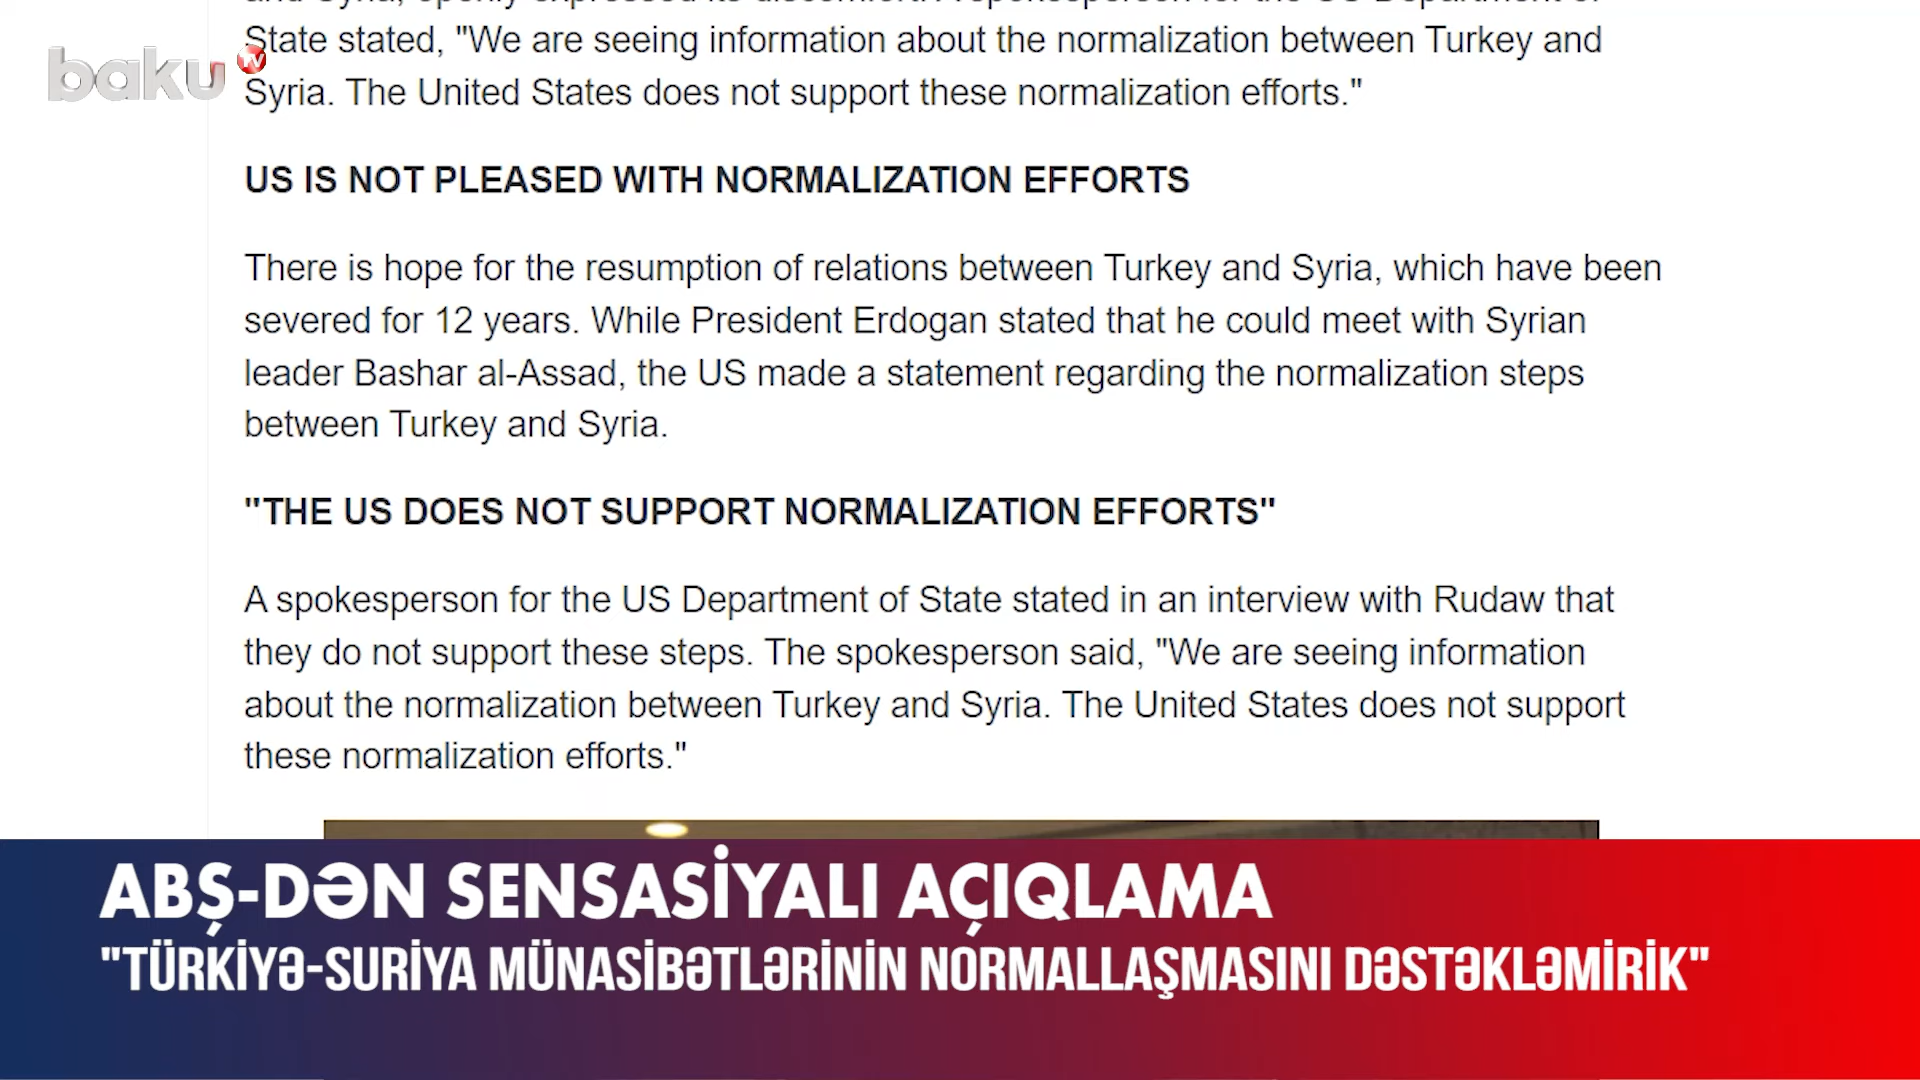 State stated, "We are seeing information about the normalization between Turkey and
baku TV
Syria. The United States does not support these normalization efforts."
US IS NOT PLEASED WITH NORMALIZATION EFFORTS
There is hope for the resumption of relations between Turkey and Syria, which have been
severed for 12 years. While President Erdogan stated that he could meet with Syrian
leader Bashar al-Assad, the US made a statement regarding the normalization steps
between Turkey and Syria.
"THE US DOES NOT SUPPORT NORMALIZATION EFFORTS"
A spokesperson for the US Department of State stated in an interview with Rudaw that
they do not support these steps. The spokesperson said, "We are seeing information
about the normalization between Turkey and Syria. The United States does not support
these normalization efforts."
ABŞ-DƏN SENSASİYALI AÇIQLAMA
"TÜRKİYƏ-SURİYA MÜNASİBƏTLƏRİNİN NORMALLAŞMASINI DƏSTƏKLƏMİRİK"